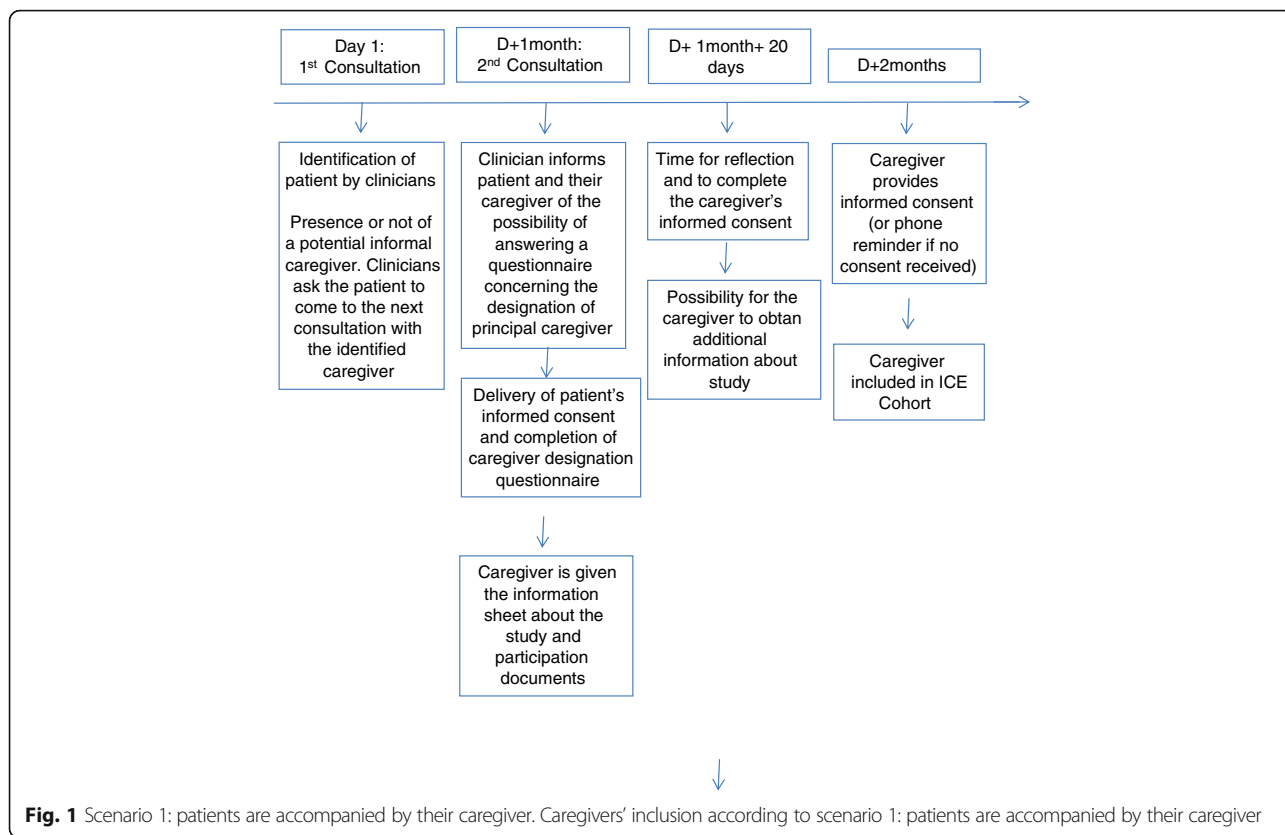 Day 1:
1st Consultation
D+1month:
2nd Consultation
D+ 1month+ 20
days
D+2months
Identification of
patient by clinicians
Presence or not of
a potential informal
caregiver. Clinicians
ask the patient to
come to the next
consultation with
the identified
caregiver
Clinician informs
patient and their
caregiver of the
possibility of
answering a
questionnaire
concerning the
designation of
principal caregiver
Delivery of patient's
informed consent
and completion of
caregiver designation
questionnaire
Caregiver is given
the information
sheet about the
study and
participation
documents
Time for reflection
and to complete
the caregiver's
informed consent
Possibility for the
caregiver to obtan
additional
information about
study
Caregiver
provides
informed consent
(or phone
reminder if no
consent received)
Caregiver
included in ICE
Cohort
Fig. 1 Scenario 1: patients are accompanied by their caregiver. Caregivers' inclusion according to scenario 1: patients are accompanied by their caregiver